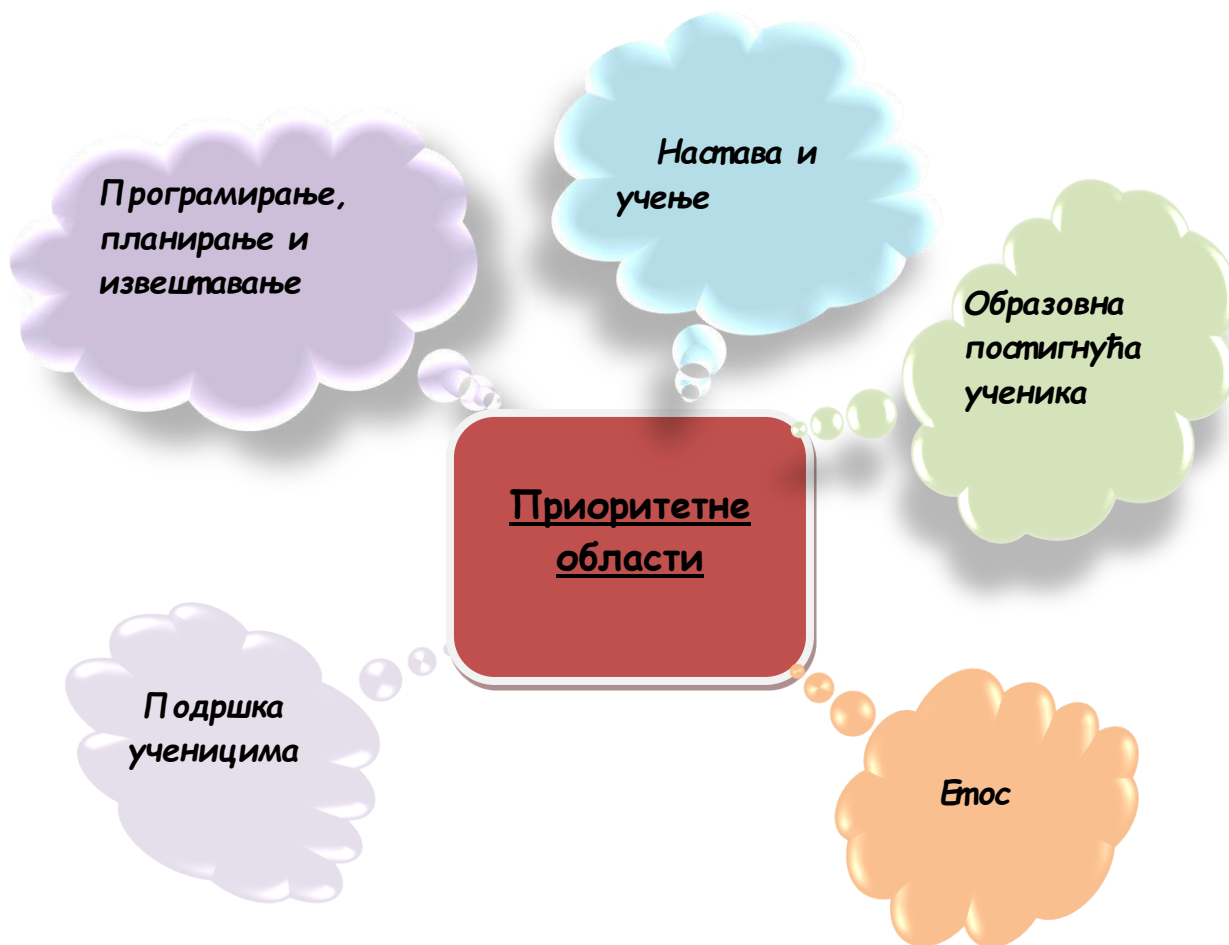 Програмирање,
планирање и
извештавање
Настава и
учење
Образовна
постигнућа
ученика
Приоритетне
области
Подршка
ученицима
Етос